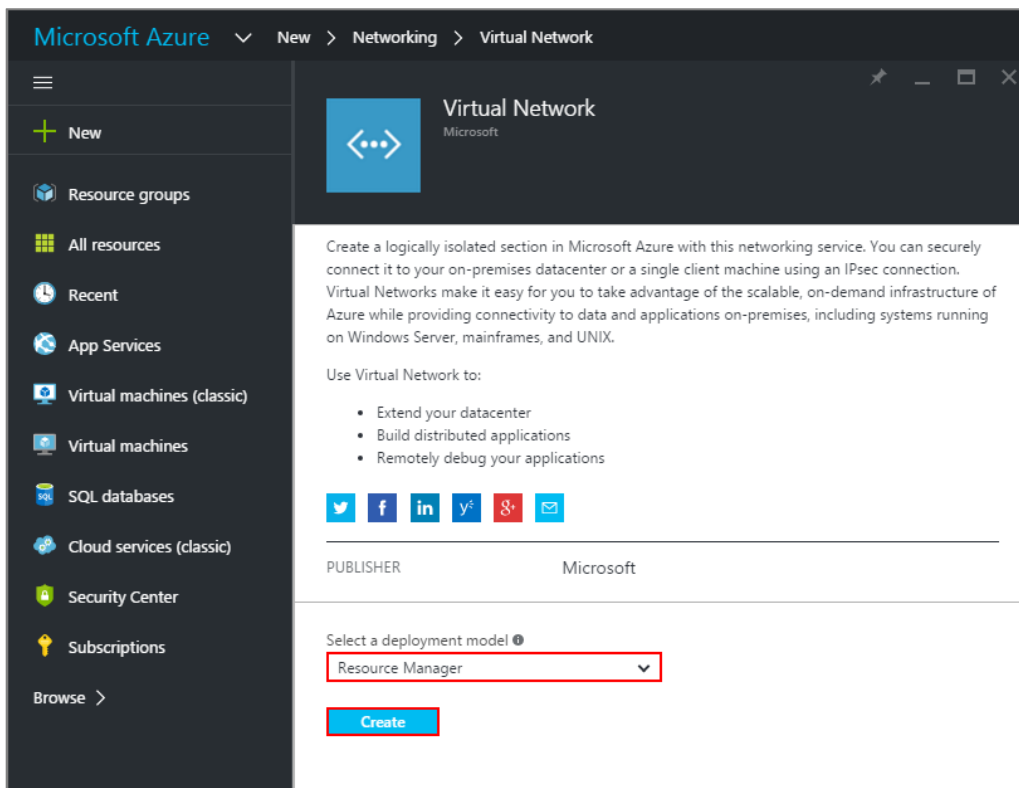 Microsoft Azure New > Networking > Virtual Network
New
Resource groups
All resources
Recent
App Services
Virtual machines (classic)
Virtual machines
SQL
SQL databases
Cloud services (classic)
Security Center
Subscriptions
Browse >
Virtual Network
Microsoft
Create a logically isolated section in Microsoft Azure with this networking service. You can securely
connect it to your on-premises datacenter or a single client machine using an IPsec connection.
Virtual Networks make it easy for you to take advantage of the scalable, on-demand infrastructure of
Azure while providing connectivity to data and applications on-premises, including systems running
on Windows Server, mainframes, and UNIX.
Use Virtual Network to:
• Extend your datacenter
• Build distributed applications
• Remotely debug your applications
f in y 8+
PUBLISHER Microsoft
Select a deployment model
Resource Manager
Create